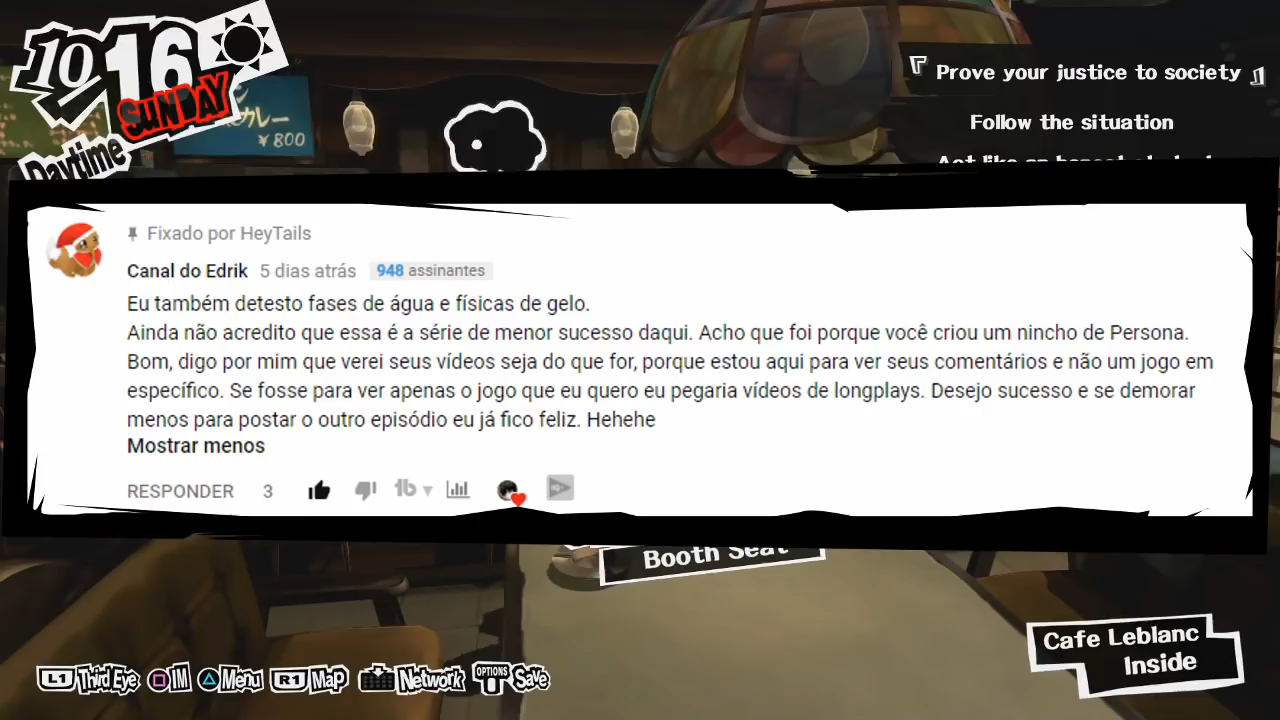 10/16
SUNDAY
Daytime
カレー
¥800
『 Prove your justice to society 』
Follow the situation
Fixado por HeyTails
Canal do Edrik 5 dias atrás 948 assinantes
Eu também detesto fases de água e físicas de gelo.
Ainda não acredito que essa é a série de menor sucesso daqui. Acho que foi porque você criou um nincho de Persona.
Bom, digo por mim que verei seus vídeos seja do que for, porque estou aqui para ver seus comentários e não um jogo em
específico. Se fosse para ver apenas o jogo que eu quero eu pegaria vídeos de longplays. Desejo sucesso e se demorar
menos para postar o outro episódio eu já fico feliz. Hehehe
Mostrar menos
RESPONDER 3
Booth Seat
Cafe Leblanc
Inside
L1 Third Eye IM Menu R1 Map Network OPTIONS Save